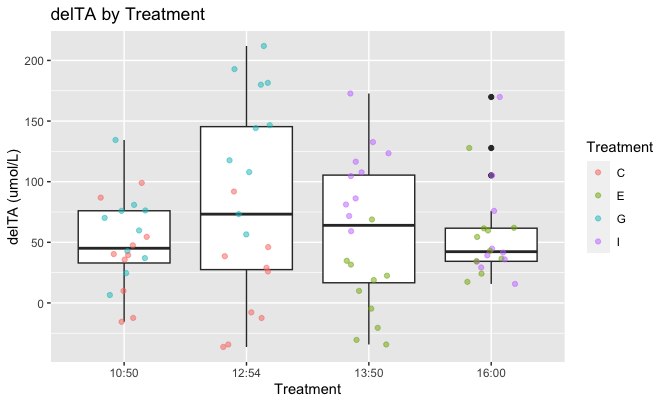 delTA by Treatment
delTA (umol/L)
200
150
100
50
0
10:50
12:54
13:50
16:00
Treatment
Treatment
C
E
G
I